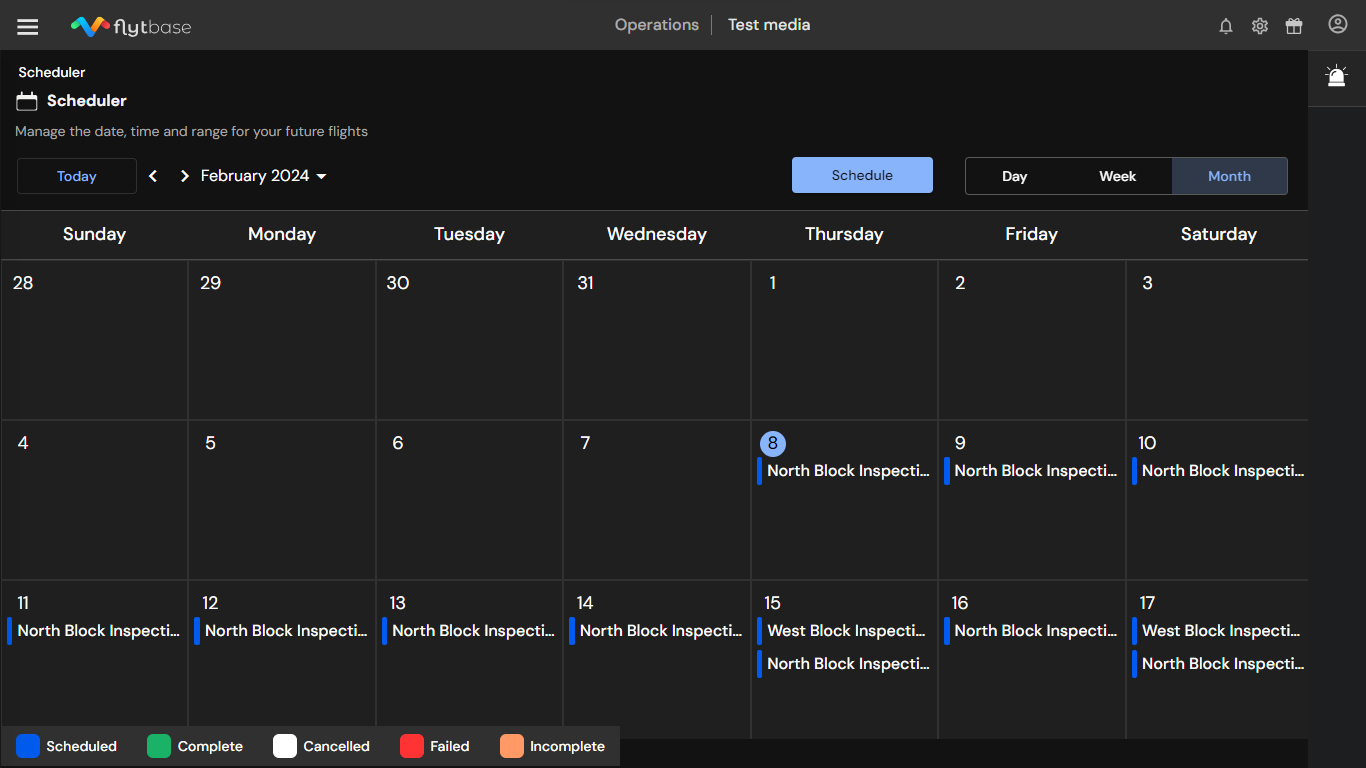 flytbase Operations Test media
Scheduler
Scheduler
Manage the date, time and range for your future flights
Today February 2024 Schedule Day Week Month
Sunday Monday Tuesday Wednesday Thursday Friday Saturday
28 29 30 31 1 2 3
4 5 6 7 8 9 10
North Block Inspecti... North Block Inspecti... North Block Inspecti...
11 12 13 14 15 16 17
North Block Inspecti... North Block Inspecti... North Block Inspecti... North Block Inspecti... West Block Inspecti... North Block Inspecti... West Block Inspecti...
North Block Inspecti... North Block Inspecti...
Scheduled Complete Cancelled Failed Incomplete